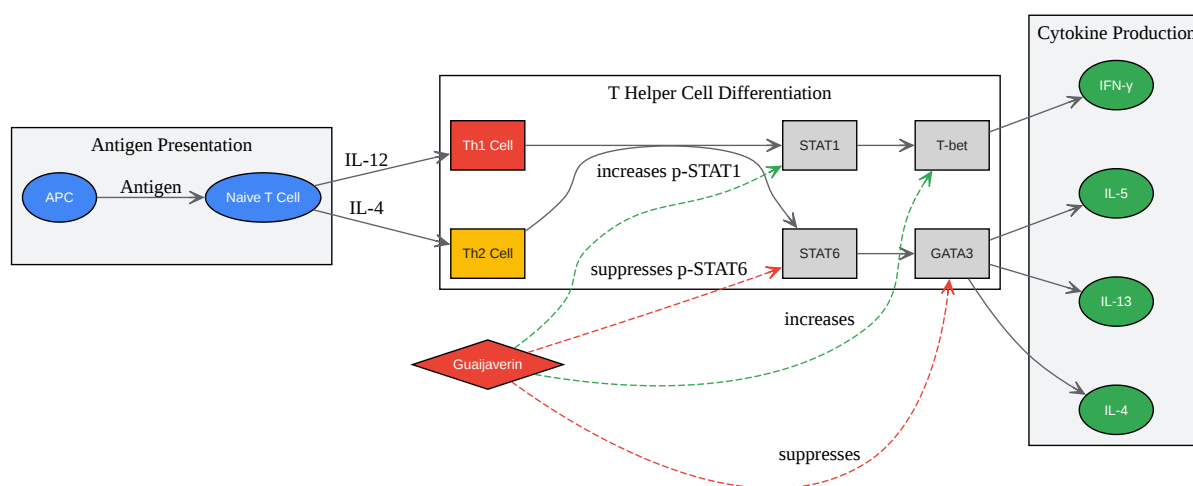 Cytokine Production
IFN-γ
T Helper Cell Differentiation
Th1 Cell
STAT1
T-bet
Antigen Presentation
IL-12
increases p-STAT1
APC
Antigen
Naive T Cell
IL-5
IL-4
Th2 Cell
STAT6
GATA3
suppresses p-STAT6
IL-13
increases
Guaijaverin
IL-4
suppresses